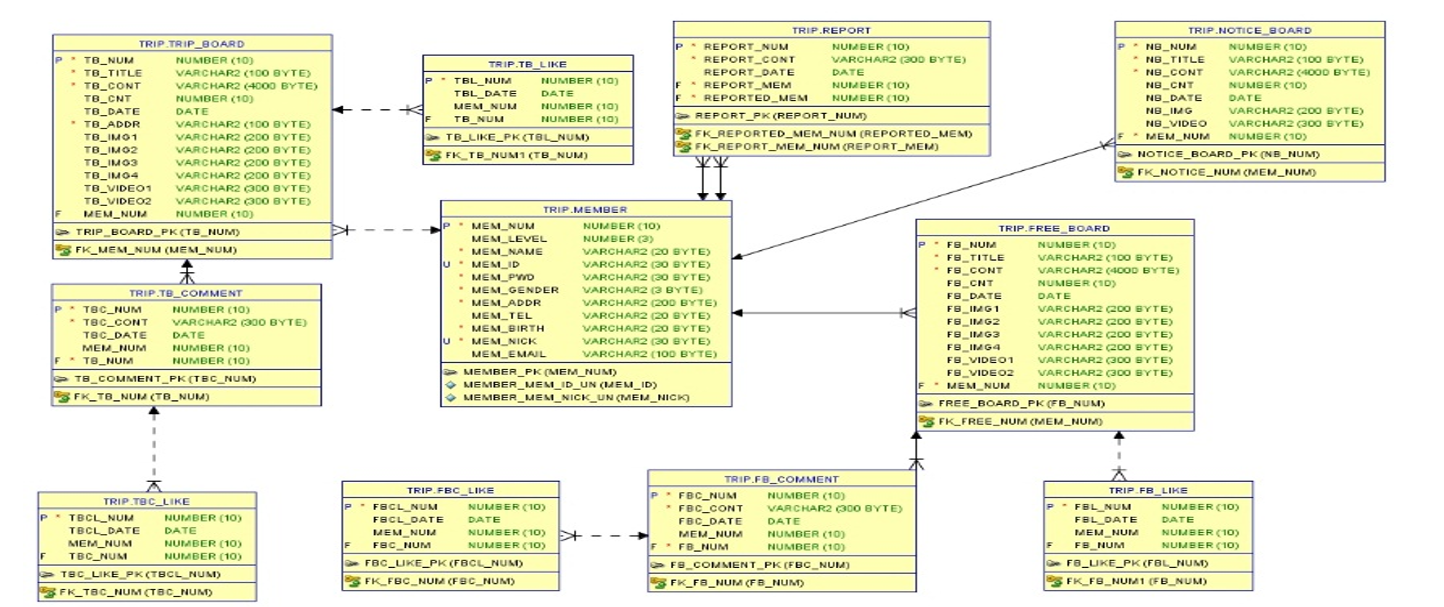 TRIP.TRIP_BOARD
P * TB_NUM NUMBER (10)
* TB_TITLE VARCHAR2 (100 BYTE)
* TB_CONT VARCHAR2 (4000 BYTE)
TB_CNT NUMBER (10)
TB_DATE DATE
* TB_ADDR VARCHAR2 (100 BYTE)
TB_IMG1 VARCHAR2 (200 BYTE)
TB_IMG2 VARCHAR2 (200 BYTE)
TB_IMG3 VARCHAR2 (200 BYTE)
TB_IMG4 VARCHAR2 (200 BYTE)
TB_VIDEO1 VARCHAR2 (300 BYTE)
TB_VIDEO2 VARCHAR2 (300 BYTE)
F MEM_NUM NUMBER (10)
TRIP_BOARD_PK (TB_NUM)
FK_MEM_NUM (MEM_NUM)
TRIP.TB_LIKE
P * TBL_NUM NUMBER (10)
TBL_DATE DATE
MEM_NUM NUMBER (10)
F TB_NUM NUMBER (10)
TB_LIKE_PK (TBL_NUM)
FK_TB_NUM1 (TB_NUM)
TRIP.REPORT
P * REPORT_NUM NUMBER (10)
* REPORT_CONT VARCHAR2 (300 BYTE)
REPORT_DATE DATE
F * REPORT_MEM NUMBER (10)
F * REPORTED_MEM NUMBER (10)
REPORT_PK (REPORT_NUM)
FK_REPORTED_MEM_NUM (REPORTED_MEM)
FK_REPORT_MEM_NUM (REPORT_MEM)
TRIP.NOTICE_BOARD
P * NB_NUM NUMBER (10)
* NB_TITLE VARCHAR2 (100 BYTE)
* NB_CONT VARCHAR2 (4000 BYTE)
NB_CNT NUMBER (10)
NB_DATE DATE
NB_IMG VARCHAR2 (200 BYTE)
NB_VIDEO VARCHAR2 (300 BYTE)
F * MEM_NUM NUMBER (10)
NOTICE_BOARD_PK (NB_NUM)
FK_NOTICE_NUM (MEM_NUM)
TRIP.MEMBER
P * MEM_NUM NUMBER (10)
MEM_LEVEL NUMBER (3)
* MEM_NAME VARCHAR2 (20 BYTE)
U * MEM_ID VARCHAR2 (30 BYTE)
* MEM_PWD VARCHAR2 (30 BYTE)
* MEM_GENDER VARCHAR2 (3 BYTE)
* MEM_ADDR VARCHAR2 (200 BYTE)
MEM_TEL VARCHAR2 (20 BYTE)
* MEM_BIRTH VARCHAR2 (20 BYTE)
U * MEM_NICK VARCHAR2 (30 BYTE)
MEM_EMAIL VARCHAR2 (100 BYTE)
MEMBER_PK (MEM_NUM)
MEMBER_MEM_ID_UN (MEM_ID)
MEMBER_MEM_NICK_UN (MEM_NICK)
TRIP.FREE_BOARD
P * FB_NUM NUMBER (10)
* FB_TITLE VARCHAR2 (100 BYTE)
* FB_CONT VARCHAR2 (4000 BYTE)
FB_CNT NUMBER (10)
FB_DATE DATE
FB_IMG1 VARCHAR2 (200 BYTE)
FB_IMG2 VARCHAR2 (200 BYTE)
FB_IMG3 VARCHAR2 (200 BYTE)
FB_IMG4 VARCHAR2 (200 BYTE)
FB_VIDEO1 VARCHAR2 (300 BYTE)
FB_VIDEO2 VARCHAR2 (300 BYTE)
F * MEM_NUM NUMBER (10)
FREE_BOARD_PK (FB_NUM)
FK_FREE_NUM (MEM_NUM)
TRIP.TB_COMMENT
P * TBC_NUM NUMBER (10)
* TBC_CONT VARCHAR2 (300 BYTE)
TBC_DATE DATE
MEM_NUM NUMBER (10)
F * TB_NUM NUMBER (10)
TB_COMMENT_PK (TBC_NUM)
FK_TB_NUM (TB_NUM)
TRIP.TBC_LIKE
P * TBCL_NUM NUMBER (10)
TBCL_DATE DATE
MEM_NUM NUMBER (10)
F TBC_NUM NUMBER (10)
TBC_LIKE_PK (TBCL_NUM)
FK_TBC_NUM (TBC_NUM)
TRIP.FBC_LIKE
P * FBCL_NUM NUMBER (10)
FBCL_DATE DATE
MEM_NUM NUMBER (10)
F FBC_NUM NUMBER (10)
FBC_LIKE_PK (FBCL_NUM)
FK_FBC_NUM (FBC_NUM)
TRIP.FB_COMMENT
P * FBC_NUM NUMBER (10)
* FBC_CONT VARCHAR2 (300 BYTE)
FBC_DATE DATE
MEM_NUM NUMBER (10)
F * FB_NUM NUMBER (10)
FB_COMMENT_PK (FBC_NUM)
FK_FB_NUM (FB_NUM)
TRIP.FB_LIKE
P * FBL_NUM NUMBER (10)
FBL_DATE DATE
MEM_NUM NUMBER (10)
F FB_NUM NUMBER (10)
FB_LIKE_PK (FBL_NUM)
FK_FB_NUM1 (FB_NUM)